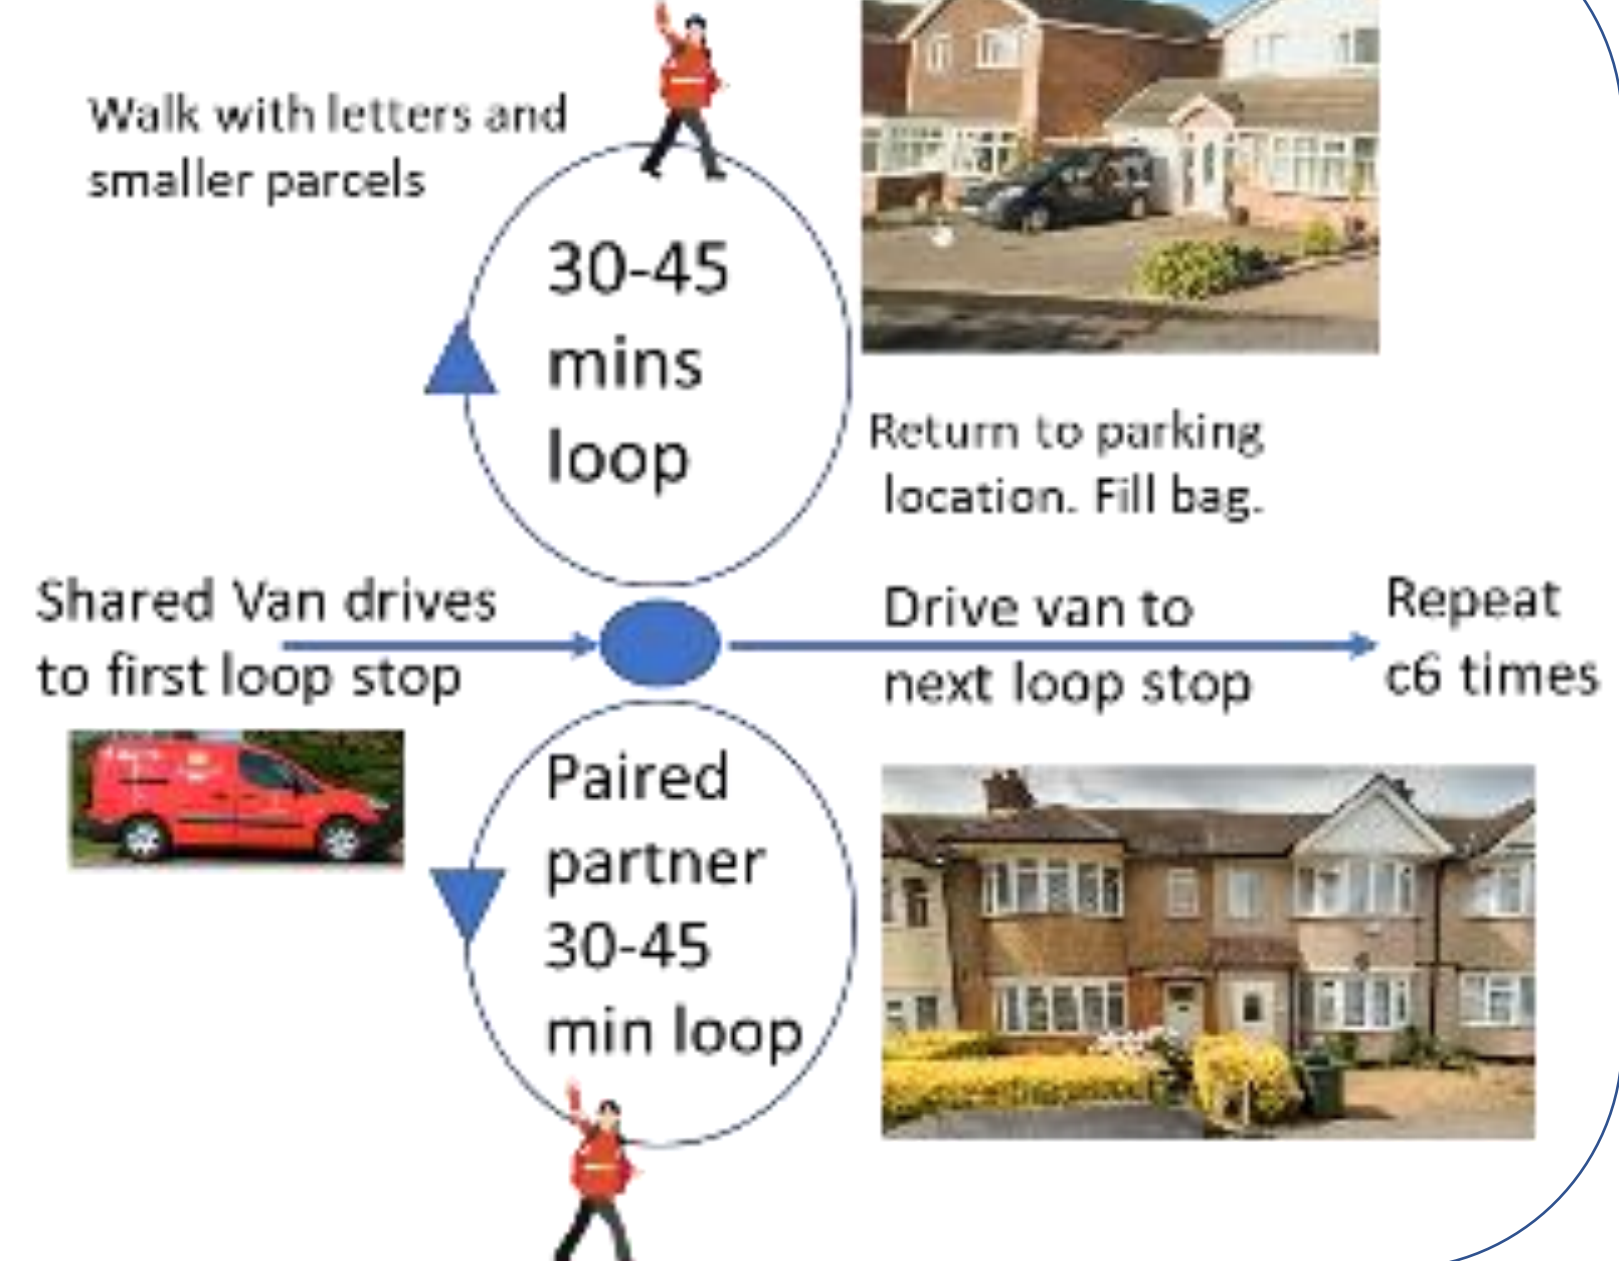 Walk with letters and
smaller parcels
30-45
mins
loop
Return to parking
location. Fill bag.
Shared Van drives
to first loop stop
Drive van to
next loop stop
Repeat
c6 times
Paired
partner
30-45
min loop